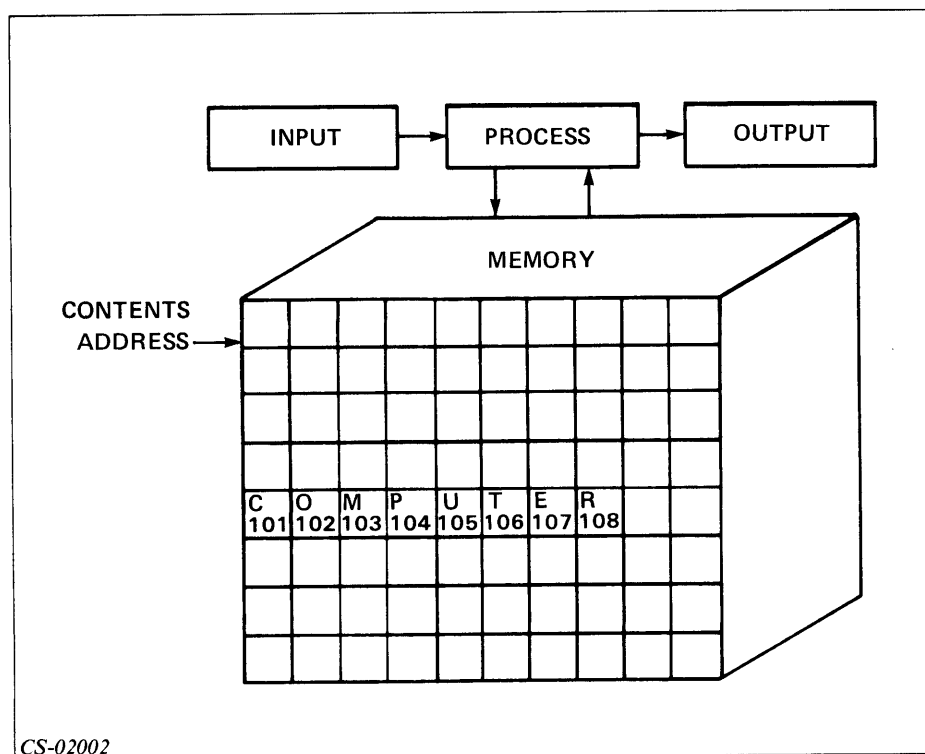 INPUT
PROCESS
OUTPUT
MEMORY
CONTENTS
ADDRESS
C O M P U T E R
101 102 103 104 105 106 107 108
CS-02002